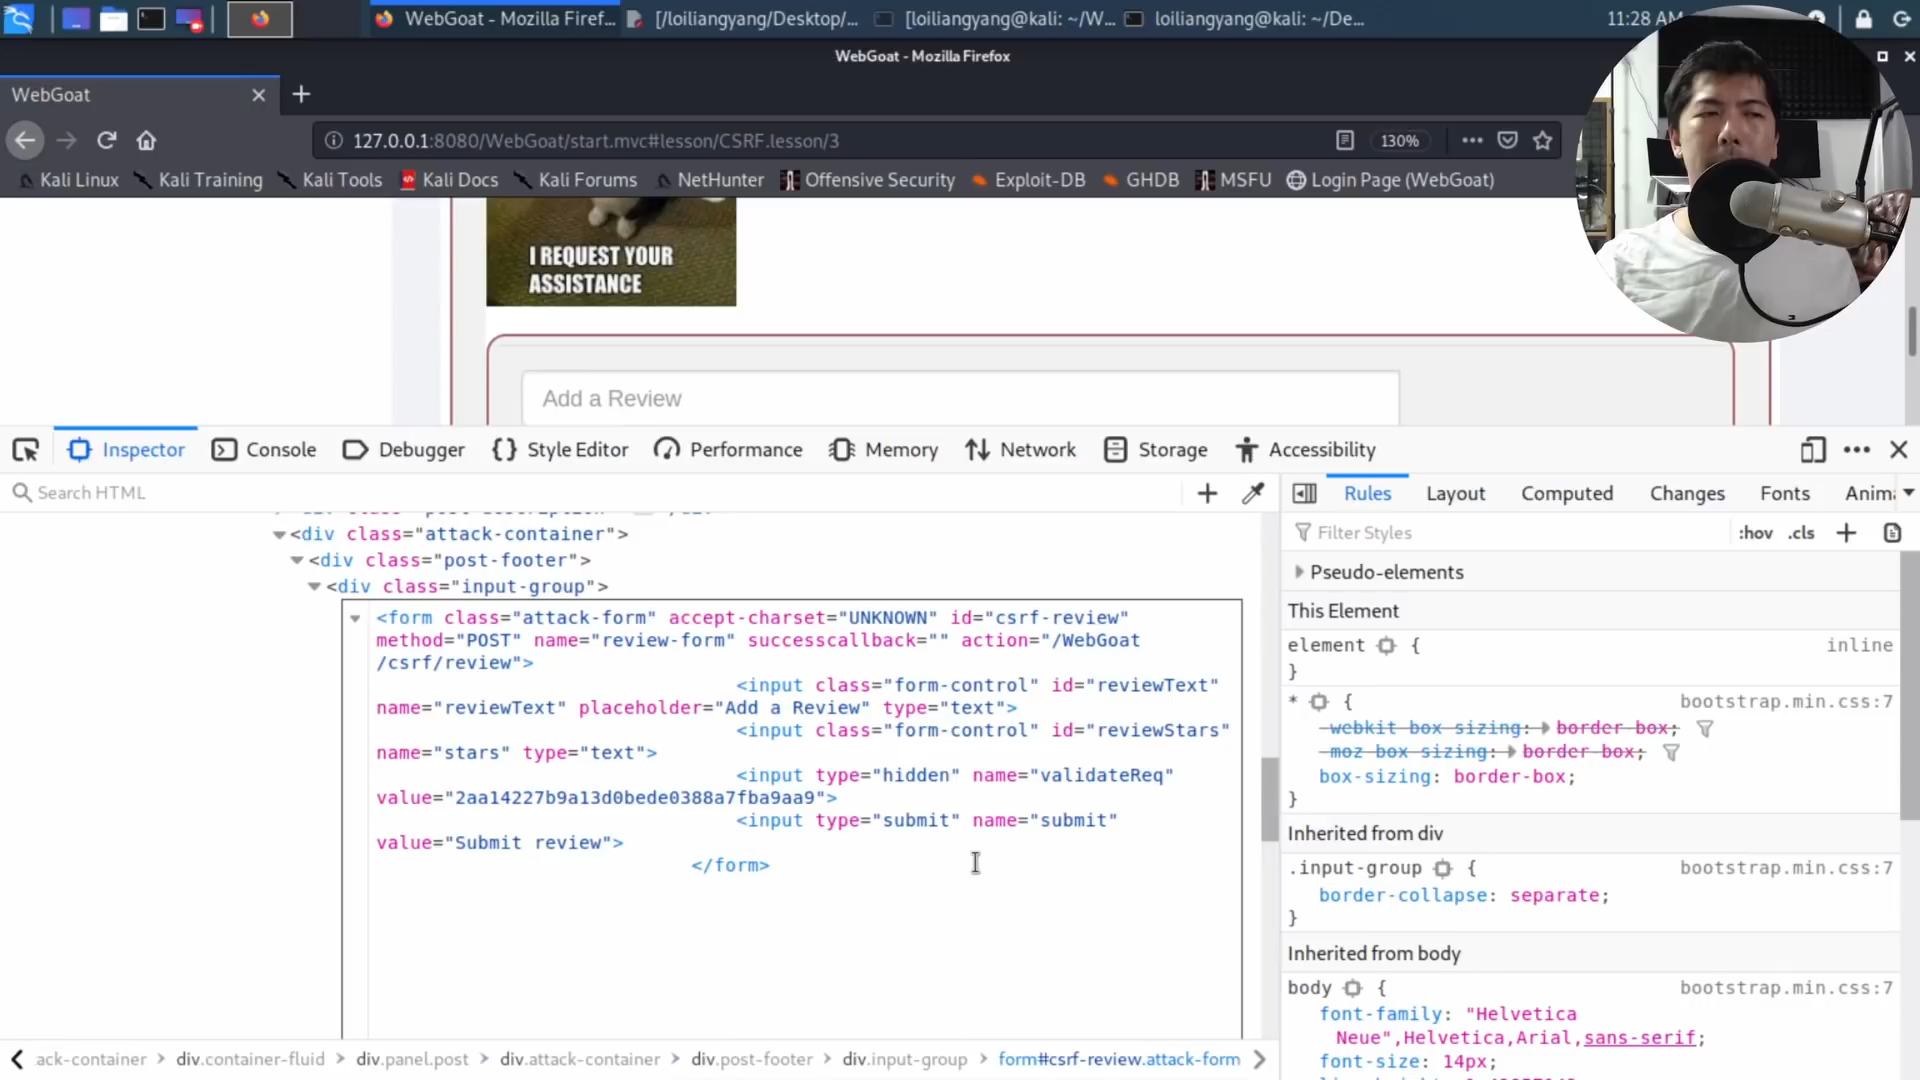 WebGoat - Mozilla Firef...
[/loiliangyang/Desktop/...
[loiliangyang@kali: ~/W...
loiliangyang@kali: ~/De...
11:28 AM
WebGoat - Mozilla Firefox
WebGoat
127.0.0.1:8080/WebGoat/start.mvc#lesson/CSRF.lesson/3
130%
Kali Linux Kali Training Kali Tools Kali Docs Kali Forums NetHunter Offensive Security Exploit-DB GHDB MSFU Login Page (WebGoat)
I REQUEST YOUR
ASSISTANCE
Add a Review
Inspector Console Debugger Style Editor Performance Memory Network Storage Accessibility
Search HTML
Rules Layout Computed Changes Fonts Anima
Filter Styles
:hov .cls
<div class="attack-container">
<div class="post-footer">
<div class="input-group">
<form class="attack-form" accept-charset="UNKNOWN" id="csrf-review"
method="POST" name="review-form" successcallback="" action="/WebGoat
/csrf/review">
<input class="form-control" id="reviewText"
name="reviewText" placeholder="Add a Review" type="text">
<input class="form-control" id="reviewStars"
name="stars" type="text">
<input type="hidden" name="validateReq"
value="2aa14227b9a13d0bede0388a7fba9aa9">
<input type="submit" name="submit"
value="Submit review">
</form>
Pseudo-elements
This Element
element {
inline
}
* {
bootstrap.min.css:7
-webkit-box-sizing: border-box;
-moz-box-sizing: border-box;
box-sizing: border-box;
}
Inherited from div
.input-group {
bootstrap.min.css:7
border-collapse: separate;
}
Inherited from body
body {
bootstrap.min.css:7
font-family: "Helvetica
Neue",Helvetica,Arial,sans-serif;
font-size: 14px;
ack-container div.container-fluid div.panel.post div.attack-container div.post-footer div.input-group form#csrf-review.attack-form